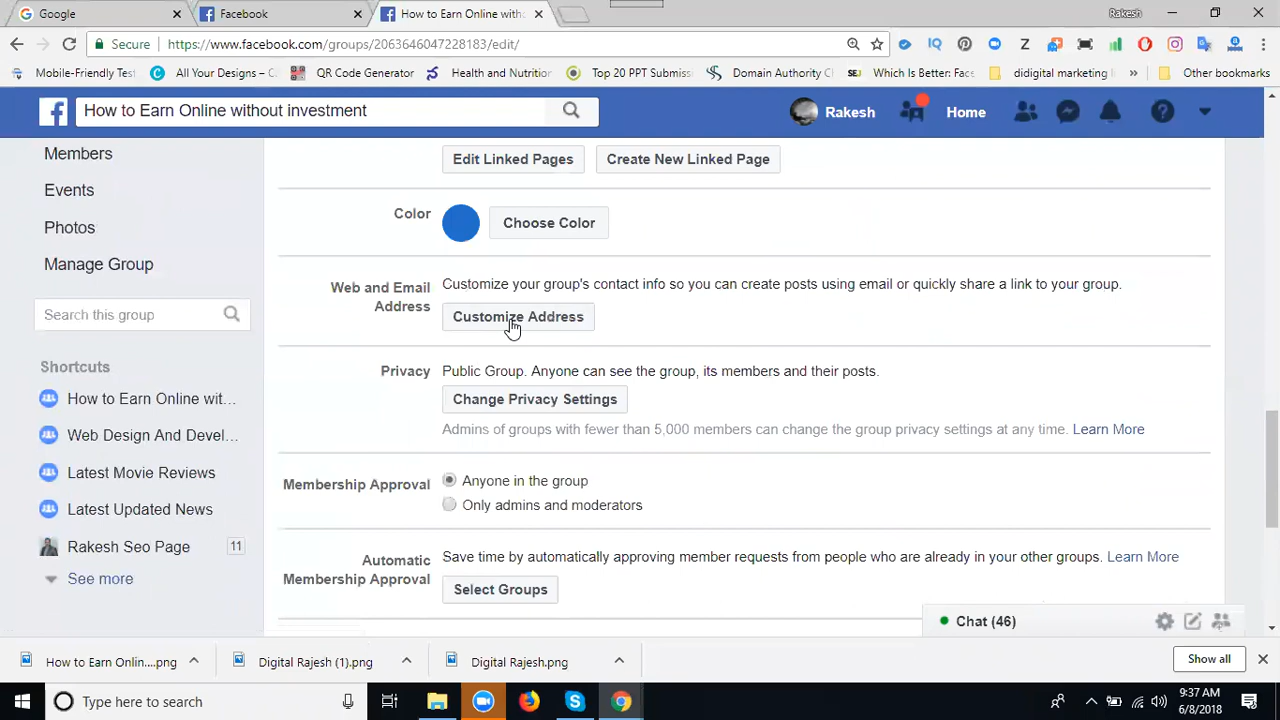 Google
Facebook
How to Earn Online with
Rakesh
Secure
https://www.facebook.com/groups/2063646047228183/edit/
Mobile-Friendly Test
All Your Designs – C
QR Code Generator
Health and Nutrition
Top 20 PPT Submiss
Domain Authority C
Which Is Better: Fac
didigital marketing
»
Other bookmarks
How to Earn Online without investment
Rakesh
Home
Members
Events
Photos
Manage Group
Search this group
Shortcuts
How to Earn Online wit...
Web Design And Devel...
Latest Movie Reviews
Latest Updated News
Rakesh Seo Page
11
See more
Edit Linked Pages
Create New Linked Page
Color
Choose Color
Web and Email
Address
Customize your group's contact info so you can create posts using email or quickly share a link to your group.
Customize Address
Privacy
Public Group. Anyone can see the group, its members and their posts.
Change Privacy Settings
Admins of groups with fewer than 5,000 members can change the group privacy settings at any time. Learn More
Membership Approval
Anyone in the group
Only admins and moderators
Automatic
Membership Approval
Save time by automatically approving member requests from people who are already in your other groups. Learn More
Select Groups
Chat (46)
How to Earn Onlin....png
Digital Rajesh (1).png
Digital Rajesh.png
Show all
Type here to search
9:37 AM
6/8/2018